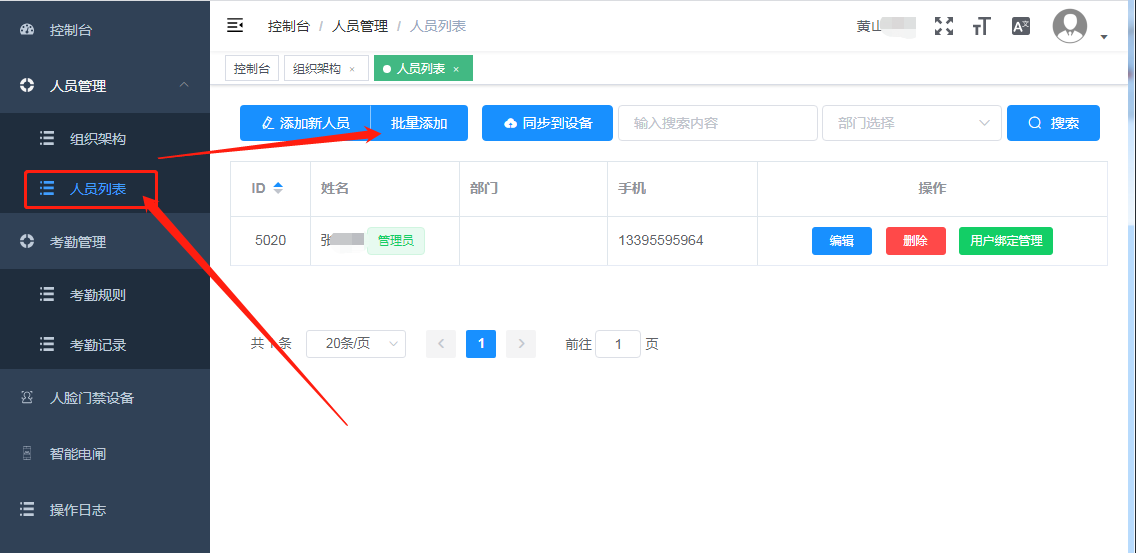 控制台
人员管理
组织架构
人员列表
考勤管理
考勤规则
考勤记录
人脸门禁设备
智能电闸
操作日志
控制台 / 人员管理 / 人员列表
黄山
控制台 组织架构 × 人员列表 ×
添加新人员 批量添加 同步到设备 输入搜索内容 部门选择 搜索
ID 姓名 部门 手机 操作
5020 张 管理员 13395595964 编辑 删除 用户绑定管理
共 条 20条/页 1 前往 1 页